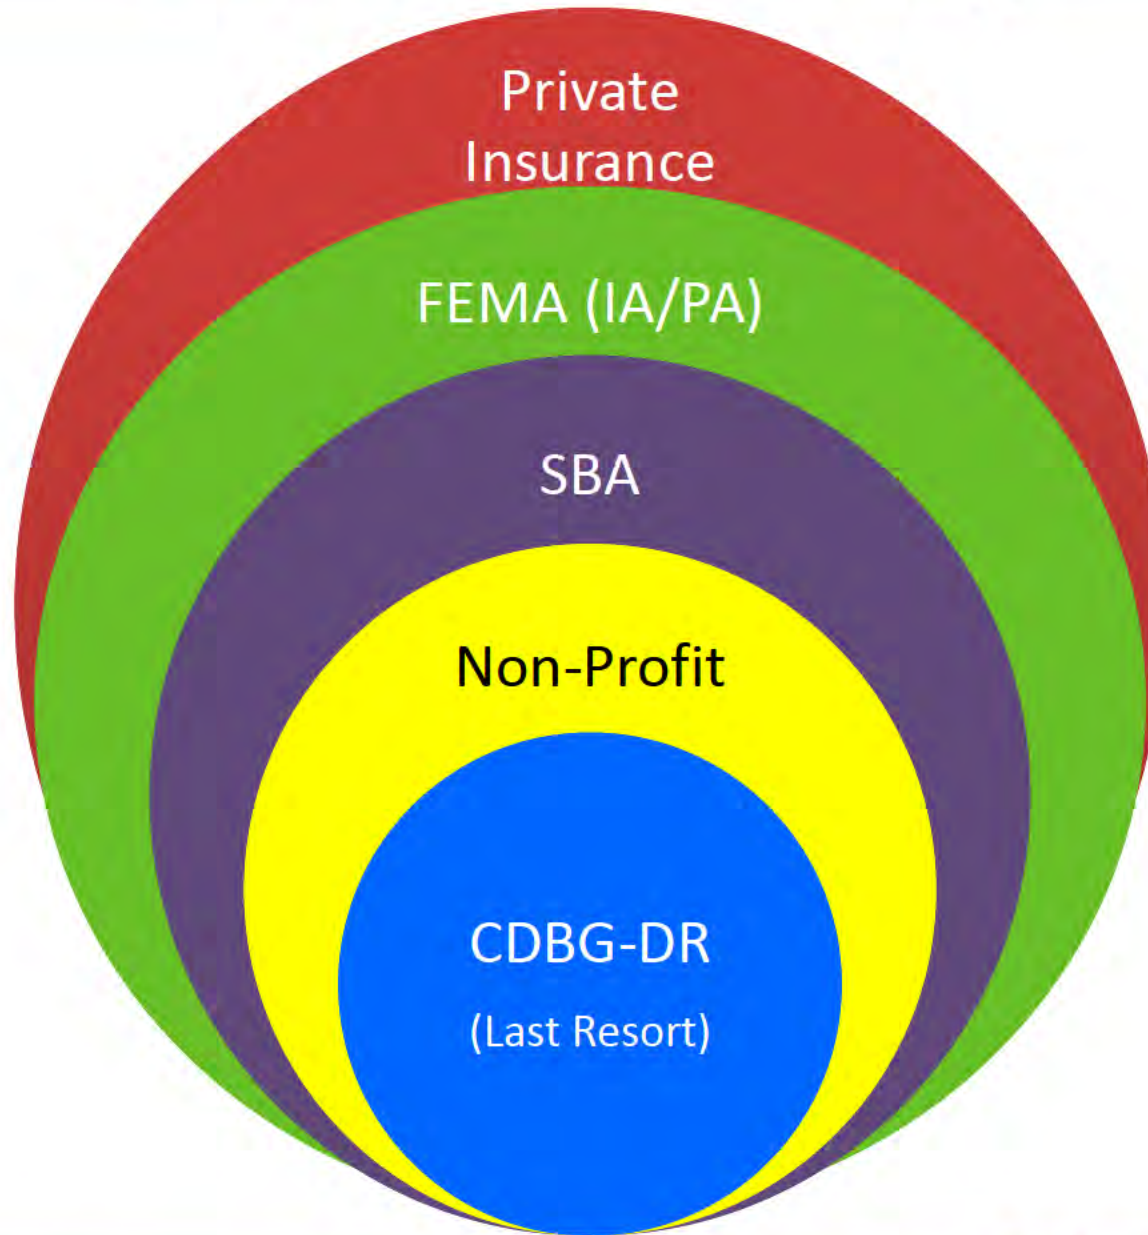 Private
Insurance
FEMA (IA/PA)
SBA
Non-Profit
CDBG-DR
(Last Resort)